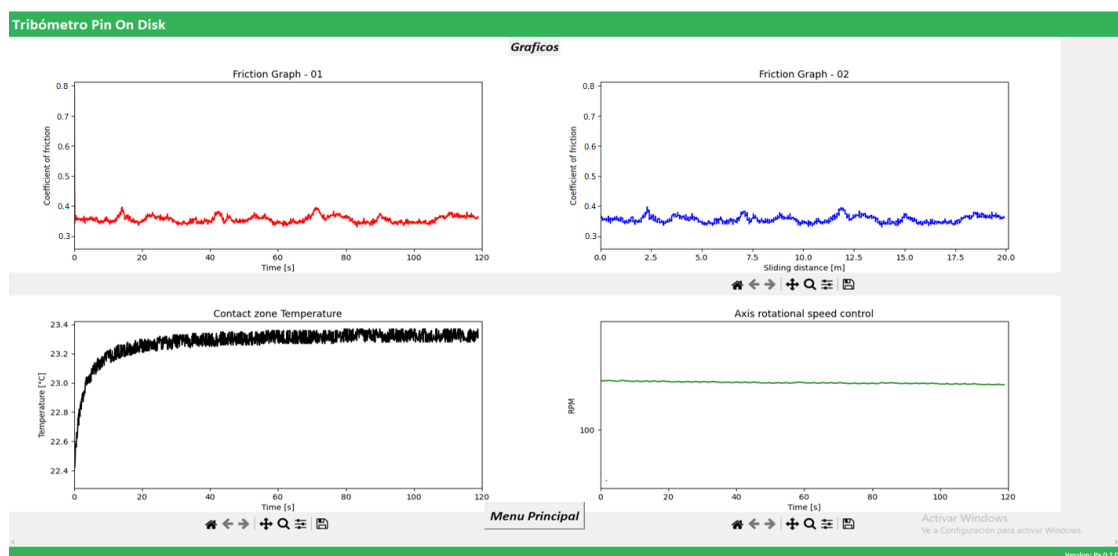 Tribómetro Pin On Disk
Graficos
Friction Graph - 01
0.8
0.7
0.6
0.5
0.4
0.3
Coefficient of friction
0 20 40 60 80 100 120
Time [s]
Friction Graph - 02
0.8
0.7
0.6
0.5
0.4
0.3
Coefficient of friction
0.0 2.5 5.0 7.5 10.0 12.5 15.0 17.5 20.0
Sliding distance [m]
Contact zone Temperature
23.4
23.2
23.0
22.8
22.6
22.4
Temperature [°C]
0 20 40 60 80 100 120
Time [s]
Axis rotational speed control
100
RPM
0 20 40 60 80 100 120
Time [s]
Menu Principal
Activar Windows
Ve a Configuración para activar Windows.